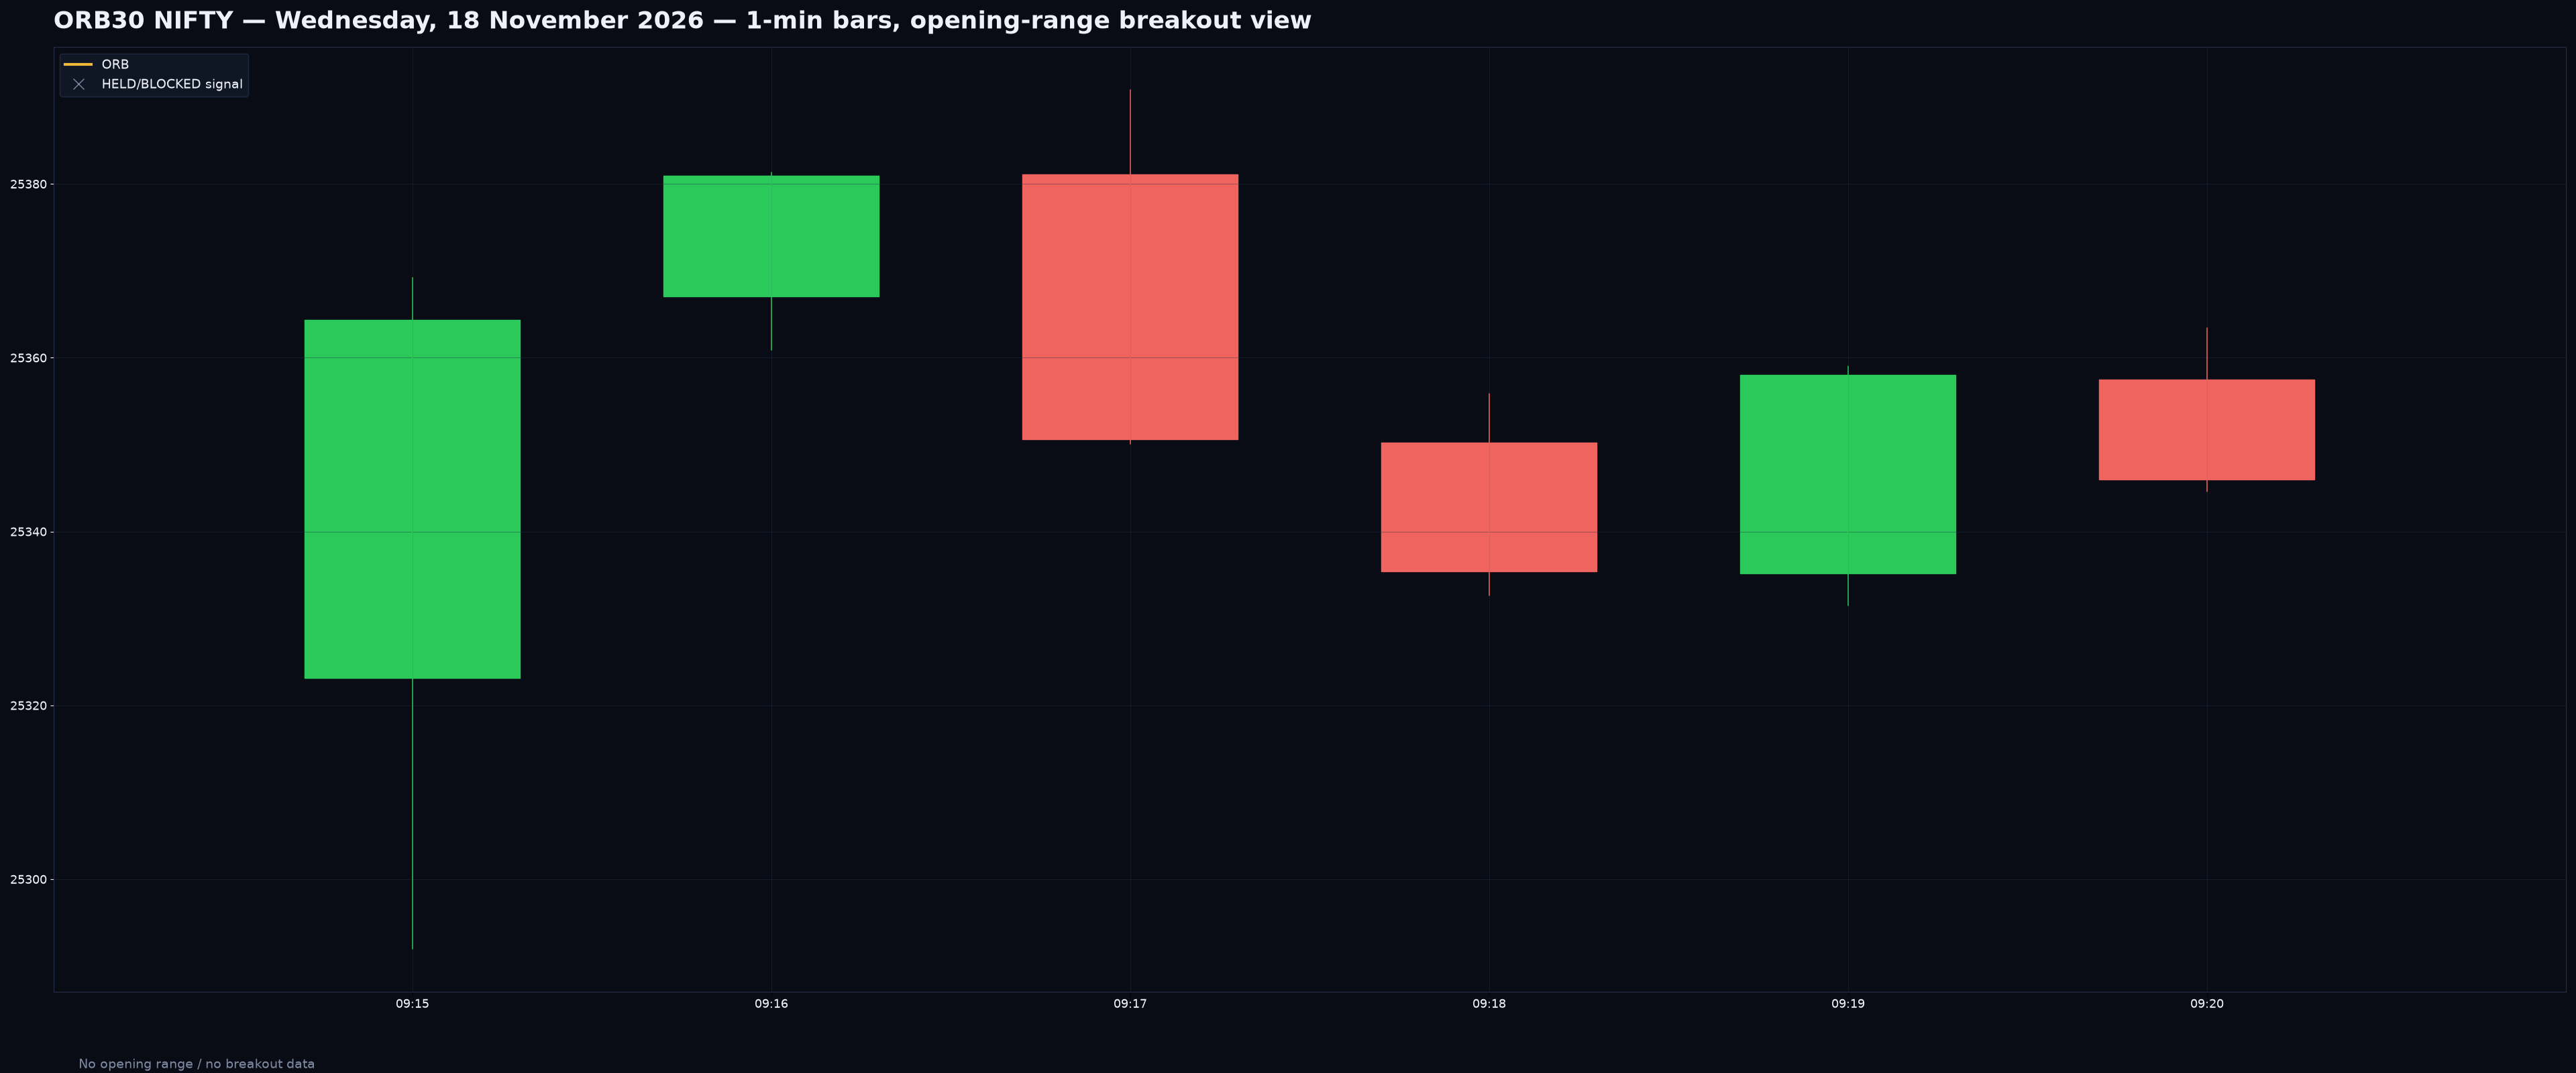 ORB30 NIFTY — Wednesday, 18 November 2026 — 1-min bars, opening-range breakout view
ORB
HELD/BLOCKED signal
25380
25360
25340
25320
25300
09:15 09:16 09:17 09:18 09:19 09:20
No opening range / no breakout data